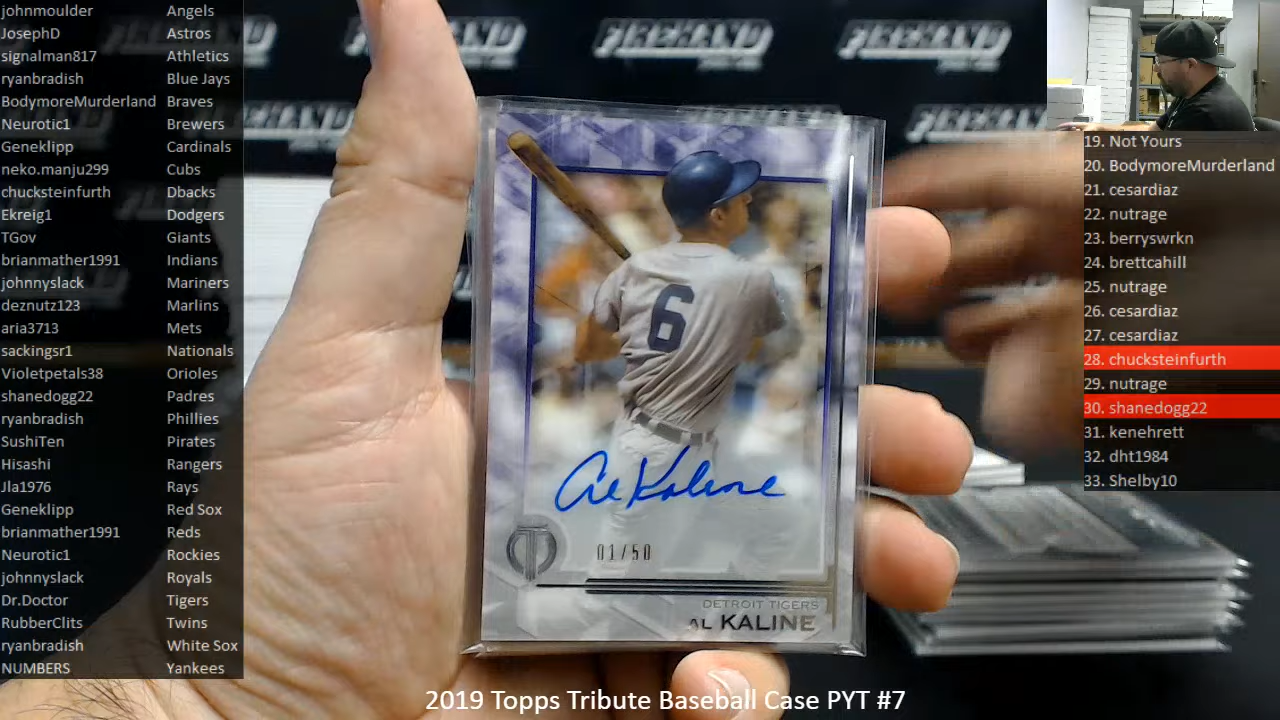 johnmoulder Angels
JosephD Astros
signalman817 Athletics
ryanbradish Blue Jays
BodymoreMurderland Braves
Neurotic1 Brewers
Geneklipp Cardinals
neko.manju299 Cubs
chucksteinfurth Dbacks
Ekreig1 Dodgers
TGov Giants
brianmather1991 Indians
johnnyslack Mariners
deznutz123 Marlins
aria3713 Mets
sackingsr1 Nationals
Violetpetals38 Orioles
shanedogg22 Padres
ryanbradish Phillies
SushiTen Pirates
Hisashi Rangers
Jla1976 Rays
Geneklipp Red Sox
brianmather1991 Reds
Neurotic1 Rockies
johnnyslack Royals
Dr.Doctor Tigers
RubberClits Twins
ryanbradish White Sox
NUMBERS Yankees
FIREHAND FIREHAND FIREHAND
6
Al Kaline
01/50
DETROIT TIGERS
AL KALINE
19. Not Yours
20. BodymoreMurderland
21. cesardiaz
22. nutrage
23. berryswrkn
24. brettcahill
25. nutrage
26. cesardiaz
27. cesardiaz
28. chucksteinfurth
29. nutrage
30. shanedogg22
31. kenehrett
32. dht1984
33. Shelby10
2019 Topps Tribute Baseball Case PYT #7